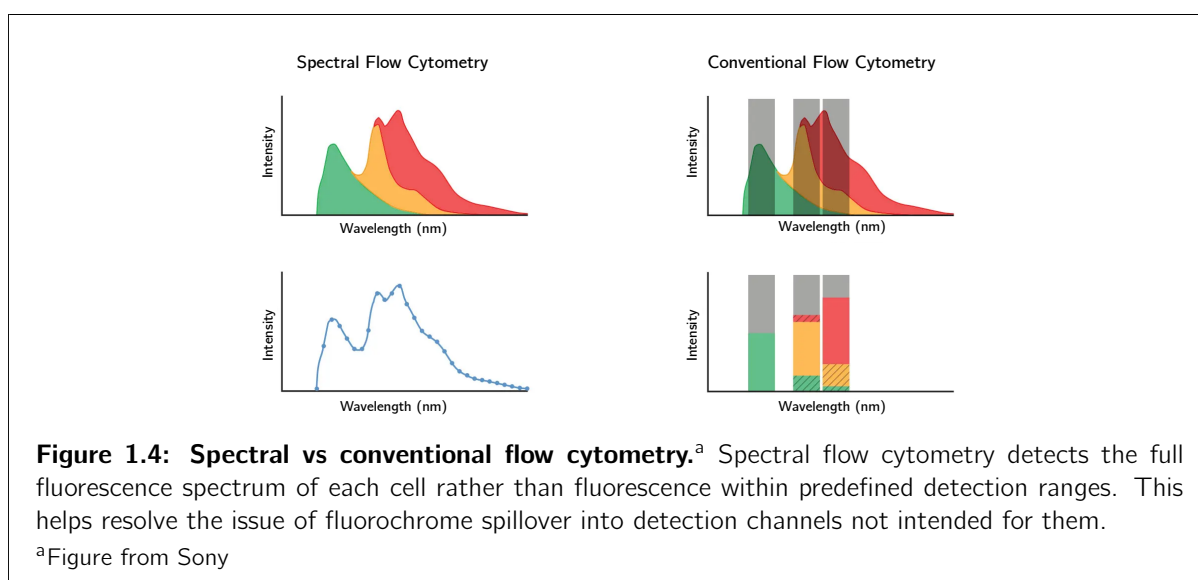 Spectral Flow Cytometry
Conventional Flow Cytometry
Intensity
Wavelength (nm)
Intensity
Wavelength (nm)
Intensity
Wavelength (nm)
Intensity
Wavelength (nm)
Figure 1.4: Spectral vs conventional flow cytometry.a Spectral flow cytometry detects the full
fluorescence spectrum of each cell rather than fluorescence within predefined detection ranges. This
helps resolve the issue of fluorochrome spillover into detection channels not intended for them.
aFigure from Sony